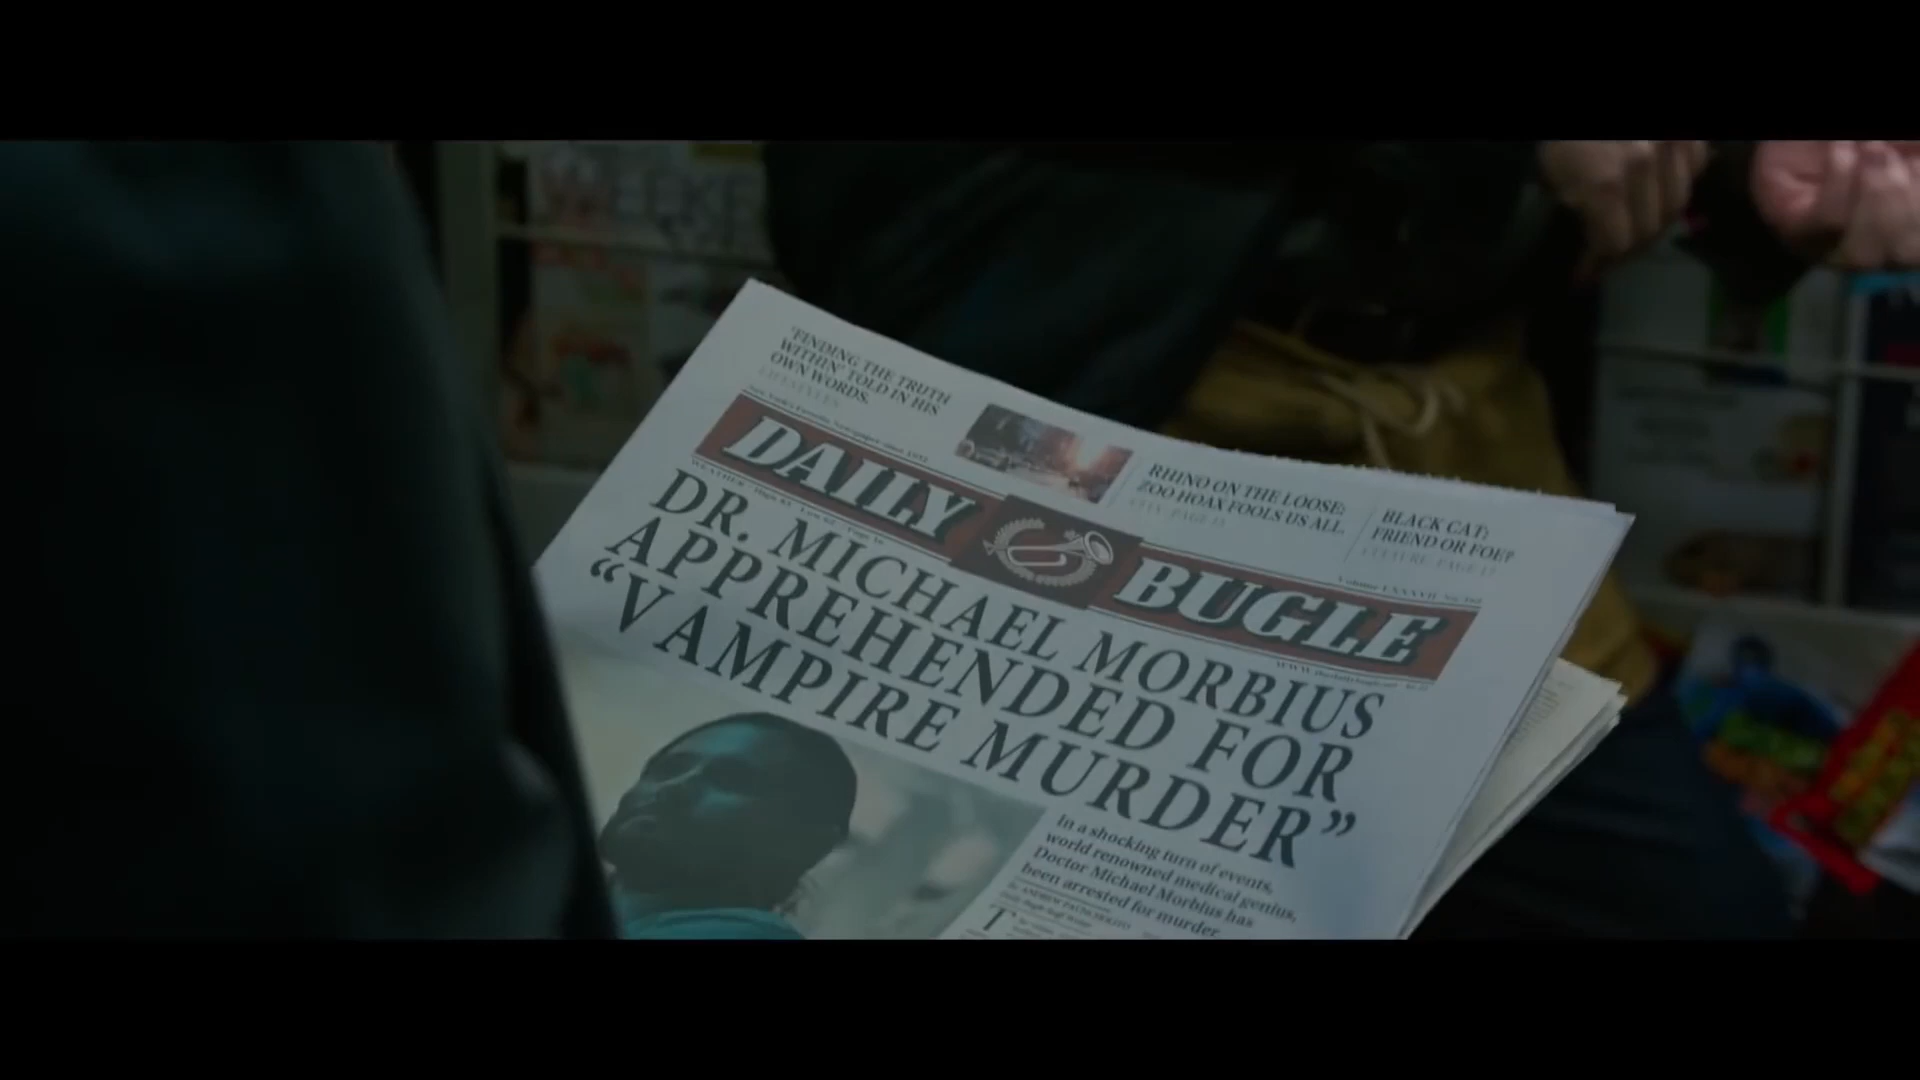 WEEKE
"FINDING THE TRUTH
WITHIN" TOLD IN HIS
OWN WORDS.
LIFESTYLES
RHINO ON THE LOOSE:
ZOO HOAX FOOLS US ALL.
BLACK CAT:
FRIEND OR FOE?
DAILY BUGLE
DR. MICHAEL MORBIUS
APPREHENDED FOR
“VAMPIRE MURDER”
In a shocking turn of events,
world renowned medical genius,
Doctor Michael Morbius has
been arrested for murder.